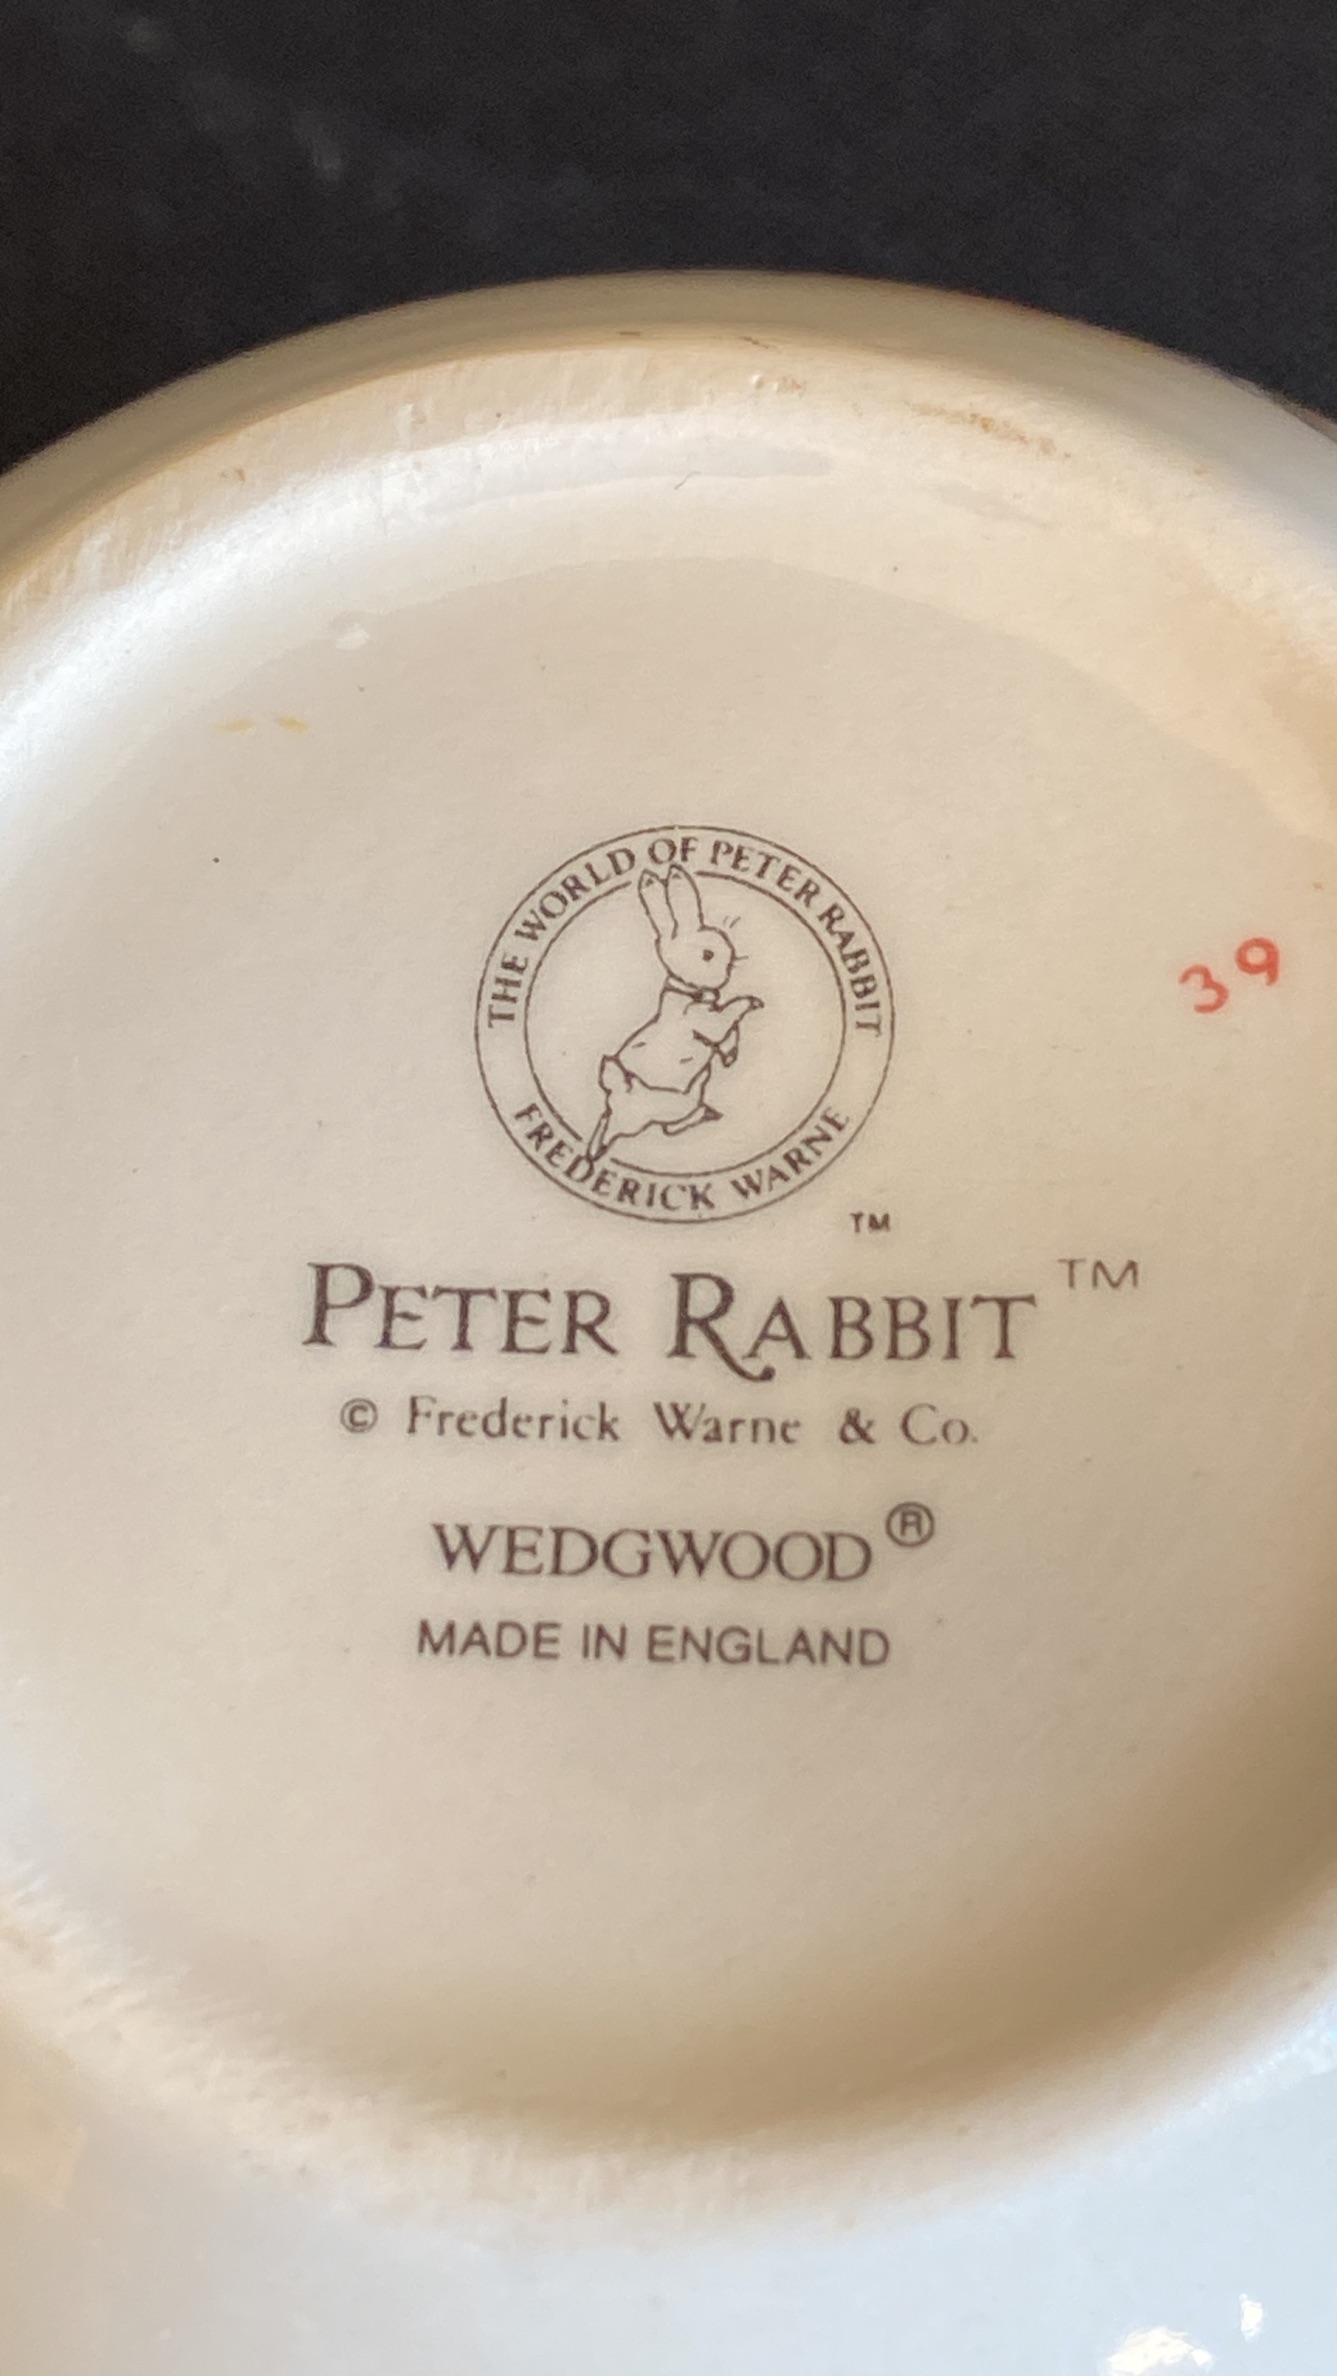 THE WORLD OF PETER RABBIT
FREDERICK WARNE
TM
PETER RABBIT TM
© Frederick Warne & Co.
WEDGWOOD®
MADE IN ENGLAND
39